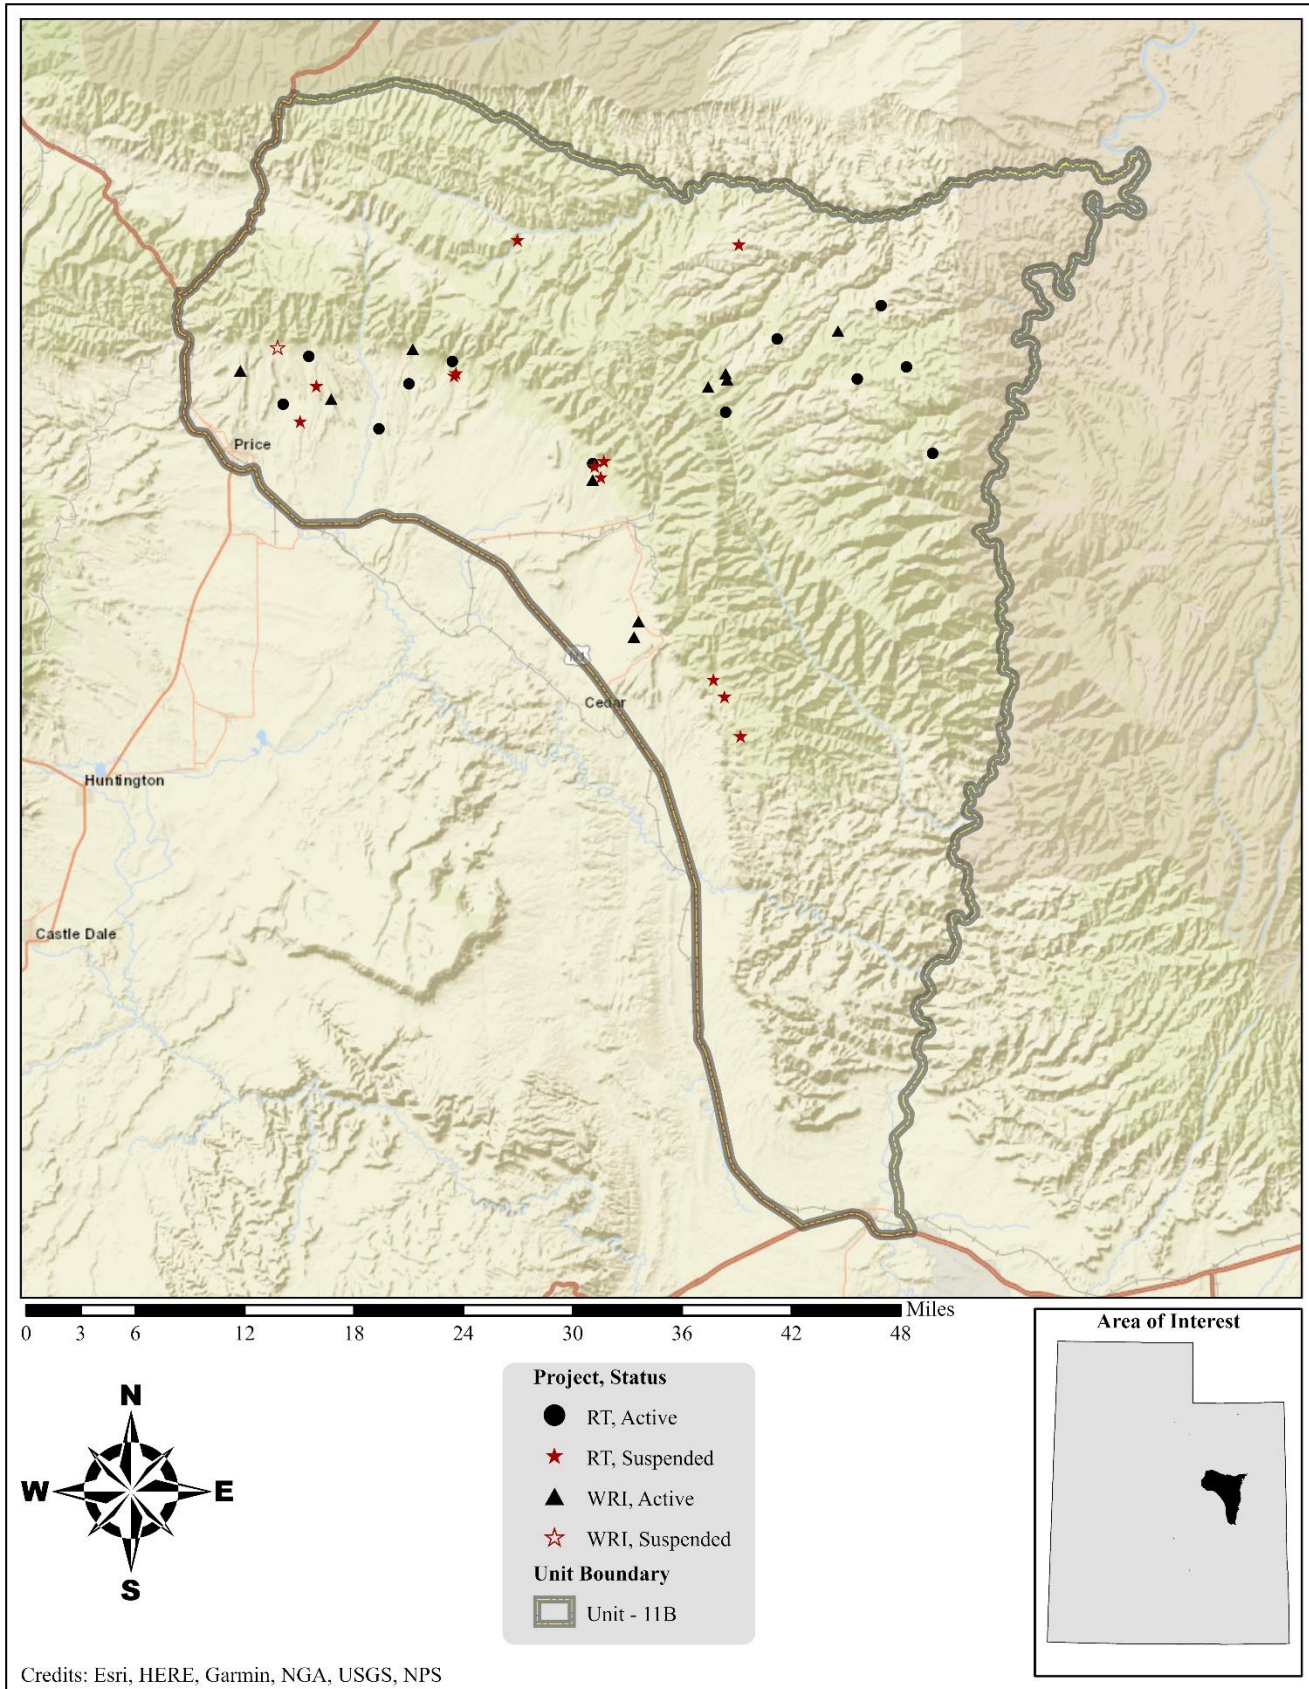 Price
Cedar
Huntington
Castle Dale
Miles
0 3 6 12 18 24 30 36 42 48
Area of Interest
N
W E
S
Project, Status
RT, Active
RT, Suspended
WRI, Active
WRI, Suspended
Unit Boundary
Unit - 11B
Credits: Esri, HERE, Garmin, NGA, USGS, NPS